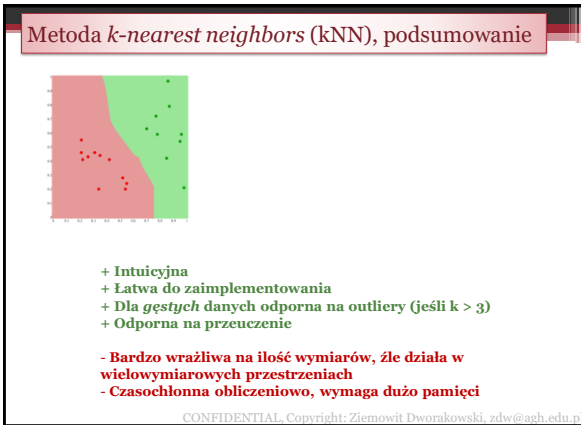 Metoda k-nearest neighbors (kNN), podsumowanie
+ Intuicyjna
+ Łatwa do zaimplementowania
+ Dla gęstych danych odporna na outliery (jeśli k > 3)
+ Odporna na przeuczenie
- Bardzo wrażliwa na ilość wymiarów, źle działa w
wielowymiarowych przestrzeniach
- Czasochłonna obliczeniowo, wymaga dużo pamięci
CONFIDENTIAL, Copyright: Ziemowit Dworakowski, zdw@agh.edu.p